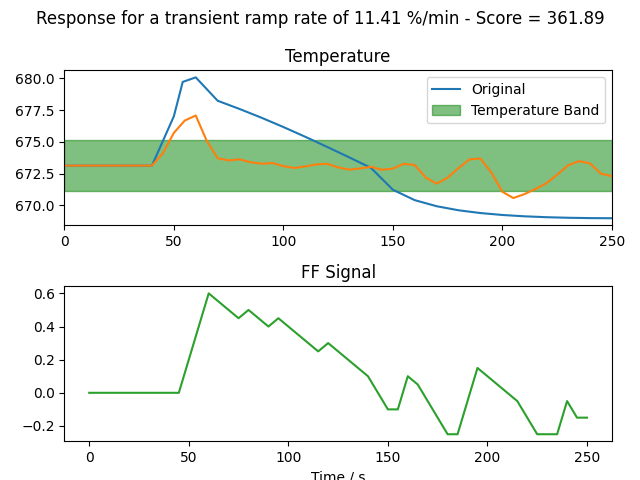 Response for a transient ramp rate of 11.41 %/min - Score = 361.89
Temperature
680.0
677.5
675.0
672.5
670.0
Original
Temperature Band
0 50 100 150 200 250
FF Signal
0.6
0.4
0.2
0.0
−0.2
0 50 100 150 200 250
Time / s